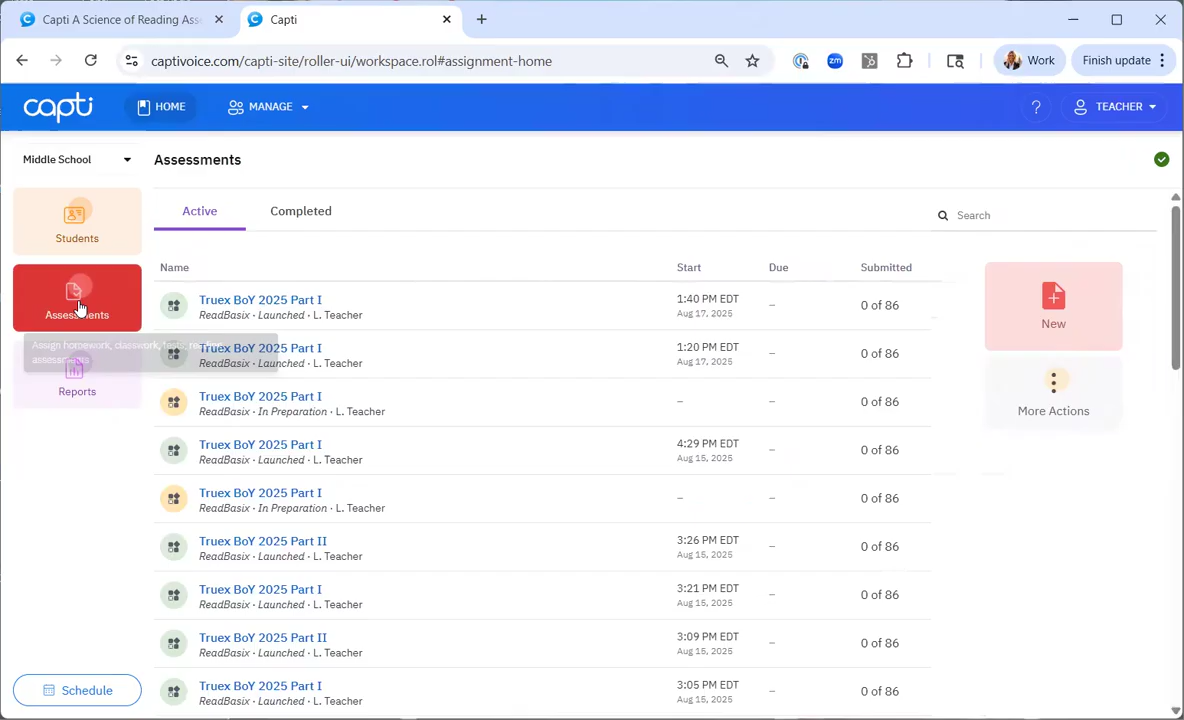 Capti A Science of Reading Ass
Capti
captivoice.com/capti-site/roller-ui/workspace.rol#assignment-home
zm
Work
Finish update
capti
HOME
MANAGE
?
TEACHER
Middle School
Assessments
Students
Assessments
Assign homework, classwork, tests, reading
assessments
Reports
Schedule
Active
Completed
Search
Name
Start
Due
Submitted
Truex BoY 2025 Part I
ReadBasix · Launched · L. Teacher
1:40 PM EDT
Aug 17, 2025
–
0 of 86
Truex BoY 2025 Part I
ReadBasix · Launched · L. Teacher
1:20 PM EDT
Aug 17, 2025
–
0 of 86
Truex BoY 2025 Part I
ReadBasix · In Preparation · L. Teacher
–
–
0 of 86
Truex BoY 2025 Part I
ReadBasix · Launched · L. Teacher
4:29 PM EDT
Aug 15, 2025
–
0 of 86
Truex BoY 2025 Part I
ReadBasix · In Preparation · L. Teacher
–
–
0 of 86
Truex BoY 2025 Part II
ReadBasix · Launched · L. Teacher
3:26 PM EDT
Aug 15, 2025
–
0 of 86
Truex BoY 2025 Part I
ReadBasix · Launched · L. Teacher
3:21 PM EDT
Aug 15, 2025
–
0 of 86
Truex BoY 2025 Part II
ReadBasix · Launched · L. Teacher
3:09 PM EDT
Aug 15, 2025
–
0 of 86
Truex BoY 2025 Part I
ReadBasix · Launched · L. Teacher
3:05 PM EDT
Aug 15, 2025
–
0 of 86
New
More Actions